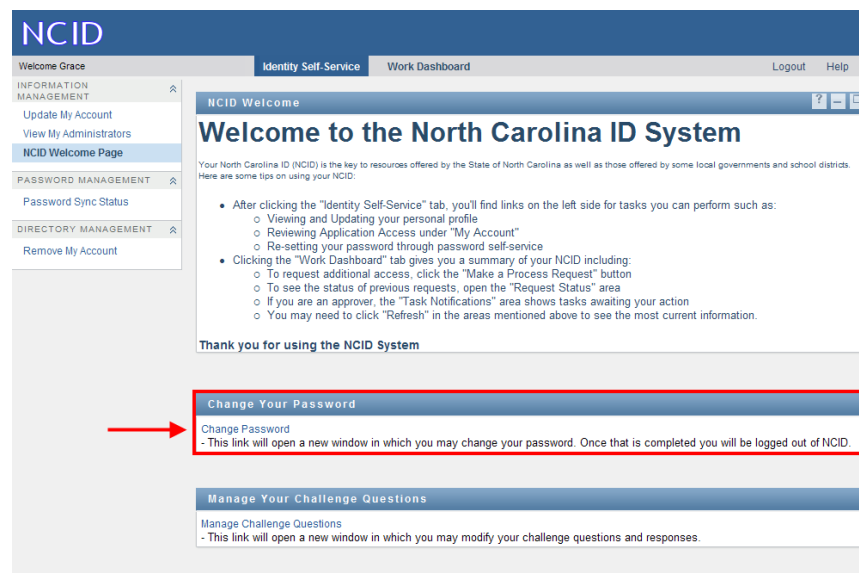 NCID
Welcome Grace
Identity Self-Service
Work Dashboard
Logout
Help
INFORMATION
MANAGEMENT
Update My Account
View My Administrators
NCID Welcome Page
PASSWORD MANAGEMENT
Password Sync Status
DIRECTORY MANAGEMENT
Remove My Account
NCID Welcome
?
Welcome to the North Carolina ID System
Your North Carolina ID (NCID) is the key to resources offered by the State of North Carolina as well as those offered by some local governments and school districts.
Here are some tips on using your NCID:
• After clicking the "Identity Self-Service" tab, you'll find links on the left side for tasks you can perform such as:
o Viewing and Updating your personal profile
o Reviewing Application Access under "My Account"
o Re-setting your password through password self-service
• Clicking the "Work Dashboard" tab gives you a summary of your NCID including:
o To request additional access, click the "Make a Process Request" button
o To see the status of previous requests, open the "Request Status" area
o If you are an approver, the "Task Notifications" area shows tasks awaiting your action
o You may need to click "Refresh" in the areas mentioned above to see the most current information.
Thank you for using the NCID System
Change Your Password
Change Password
- This link will open a new window in which you may change your password. Once that is completed you will be logged out of NCID.
Manage Your Challenge Questions
Manage Challenge Questions
- This link will open a new window in which you may modify your challenge questions and responses.